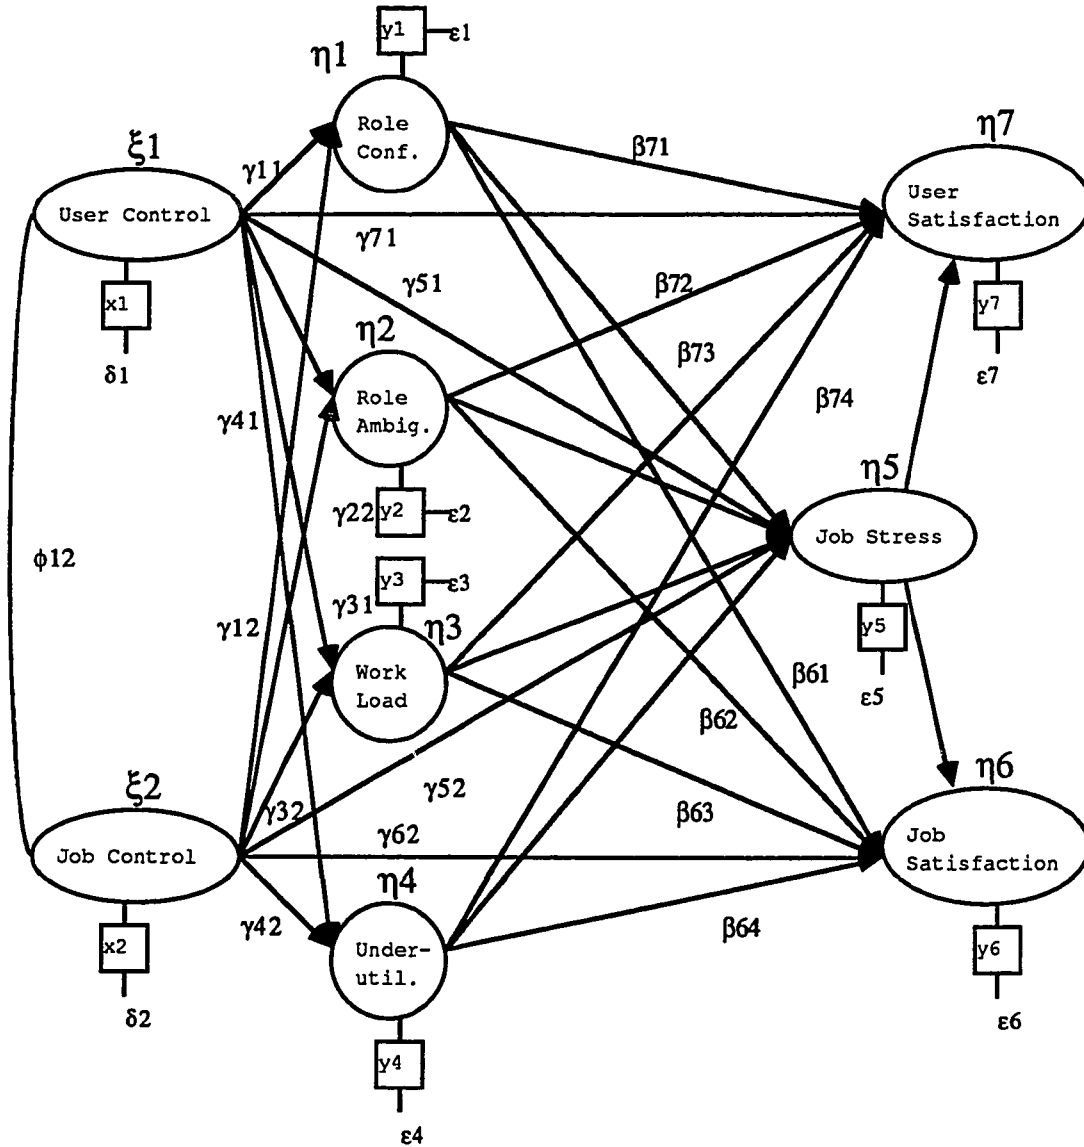 y1
ε1
η1
Role
Conf.
ξ1
User Control
x1
δ1
γ11
γ71
γ51
β71
η7
User
Satisfaction
y7
ε7
β72
β73
β74
η2
Role
Ambig.
γ41
γ22
y2
ε2
y3
ε3
γ31
η3
Work
Load
γ12
ϕ12
η5
Job Stress
y5
ε5
β61
β62
β63
ξ2
Job Control
x2
δ2
γ32
γ52
γ62
γ42
η4
Under-
util.
y4
ε4
β64
η6
Job
Satisfaction
y6
ε6